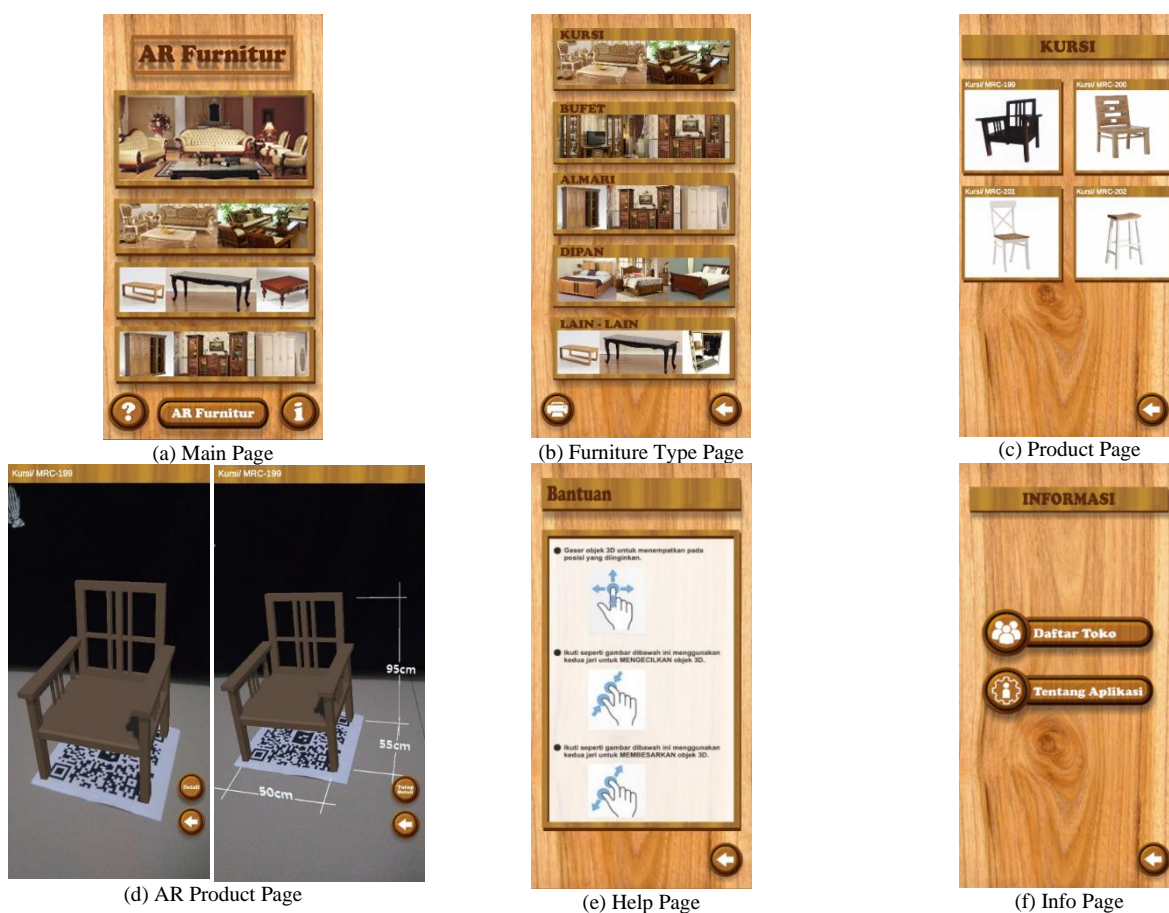 AR Furnitur
AR Furnitur
(a) Main Page
KURSI
BUFET
ALMARI
DIPAN
LAIN - LAIN
(b) Furniture Type Page
KURSI
Kursi/ MRC-199
Kursi/ MRC-200
Kursi/ MRC-201
Kursi/ MRC-202
(c) Product Page
Kursi/ MRC-199
Detail
Kursi/ MRC-199
95cm
55cm
50cm
Tutup
Detail
(d) AR Product Page
Bantuan
Geser objek 3D untuk menempatkan pada
posisi yang diinginkan.
Ikuti seperti gambar dibawah ini menggunakan
kedua jari untuk MENGECILKAN objek 3D.
Ikuti seperti gambar dibawah ini menggunakan
kedua jari untuk MEMBESARKAN objek 3D.
(e) Help Page
INFORMASI
Daftar Toko
Tentang Aplikasi
(f) Info Page